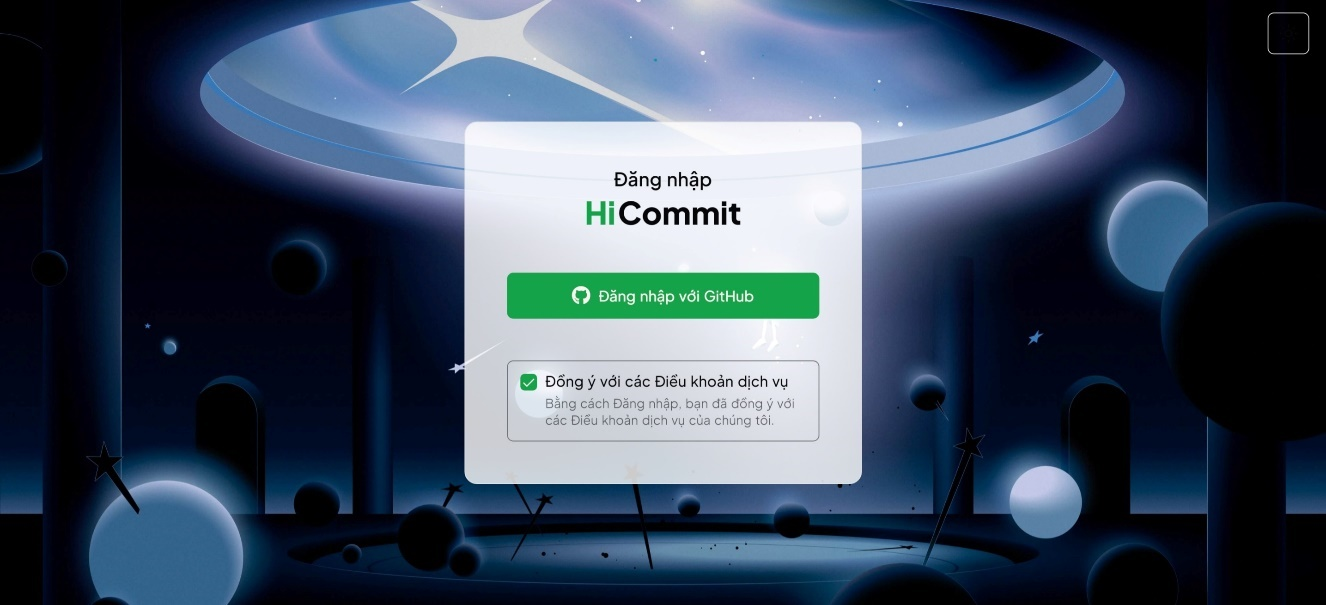 Đăng nhập
HiCommit
Đăng nhập với GitHub
Đồng ý với các Điều khoản dịch vụ
Bằng cách Đăng nhập, bạn đã đồng ý với
các Điều khoản dịch vụ của chúng tôi.